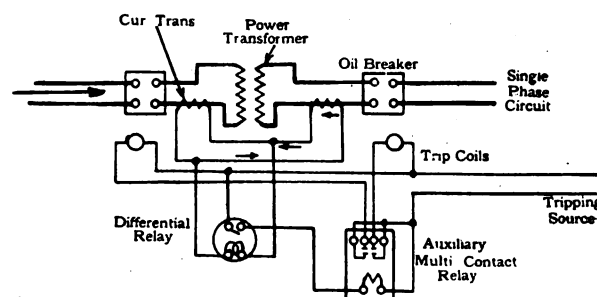 Cur Trans
Power
Transformer
Oil Breaker
Single
Phase
Circuit
Trip Coils
Tripping
Source
Differential
Relay
Auxiliary
Multi Contact
Relay